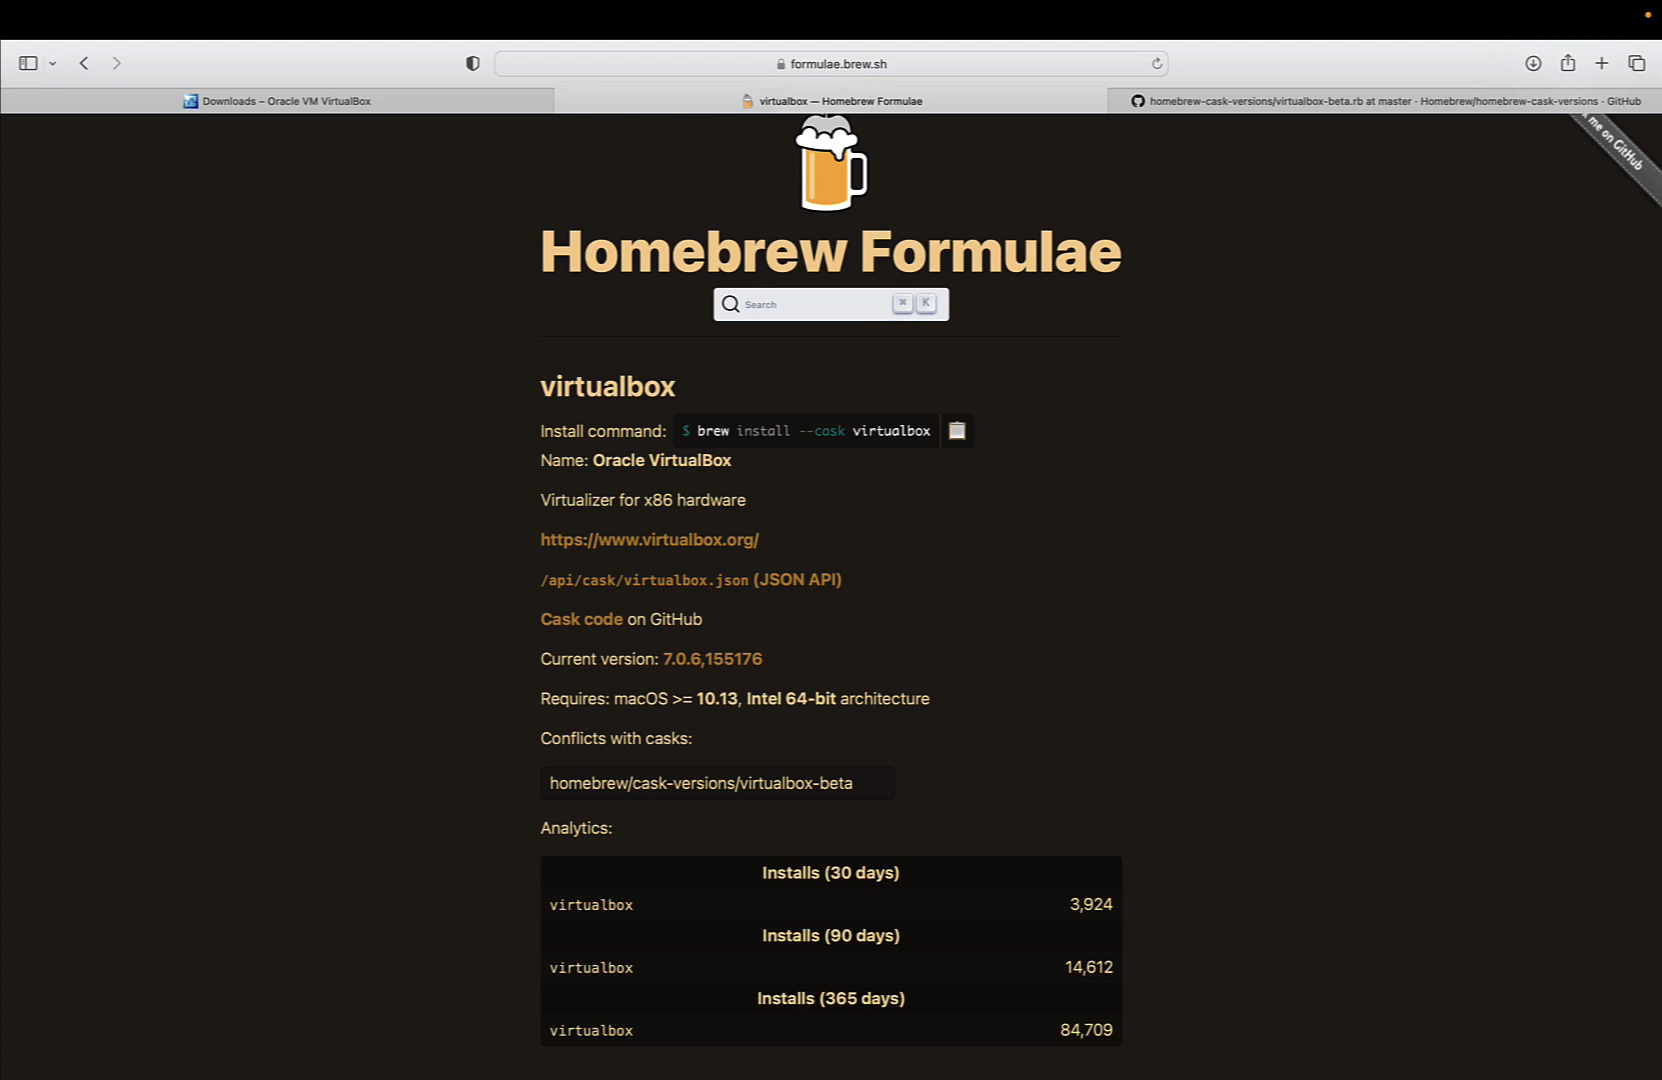 formulae.brew.sh
Downloads – Oracle VM VirtualBox
virtualbox — Homebrew Formulae
homebrew-cask-versions/virtualbox-beta.rb at master · Homebrew/homebrew-cask-versions · GitHub
me on GitHub
Homebrew Formulae
Search
⌘ K
virtualbox
Install command: $ brew install --cask virtualbox
Name: Oracle VirtualBox
Virtualizer for x86 hardware
https://www.virtualbox.org/
/api/cask/virtualbox.json (JSON API)
Cask code on GitHub
Current version: 7.0.6,155176
Requires: macOS >= 10.13, Intel 64-bit architecture
Conflicts with casks:
homebrew/cask-versions/virtualbox-beta
Analytics:
Installs (30 days)
virtualbox 3,924
Installs (90 days)
virtualbox 14,612
Installs (365 days)
virtualbox 84,709